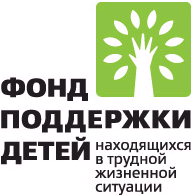 ФОНД
ПОДДЕРЖКИ
ДЕТЕЙ
находящихся
в трудной
жизненной
ситуации